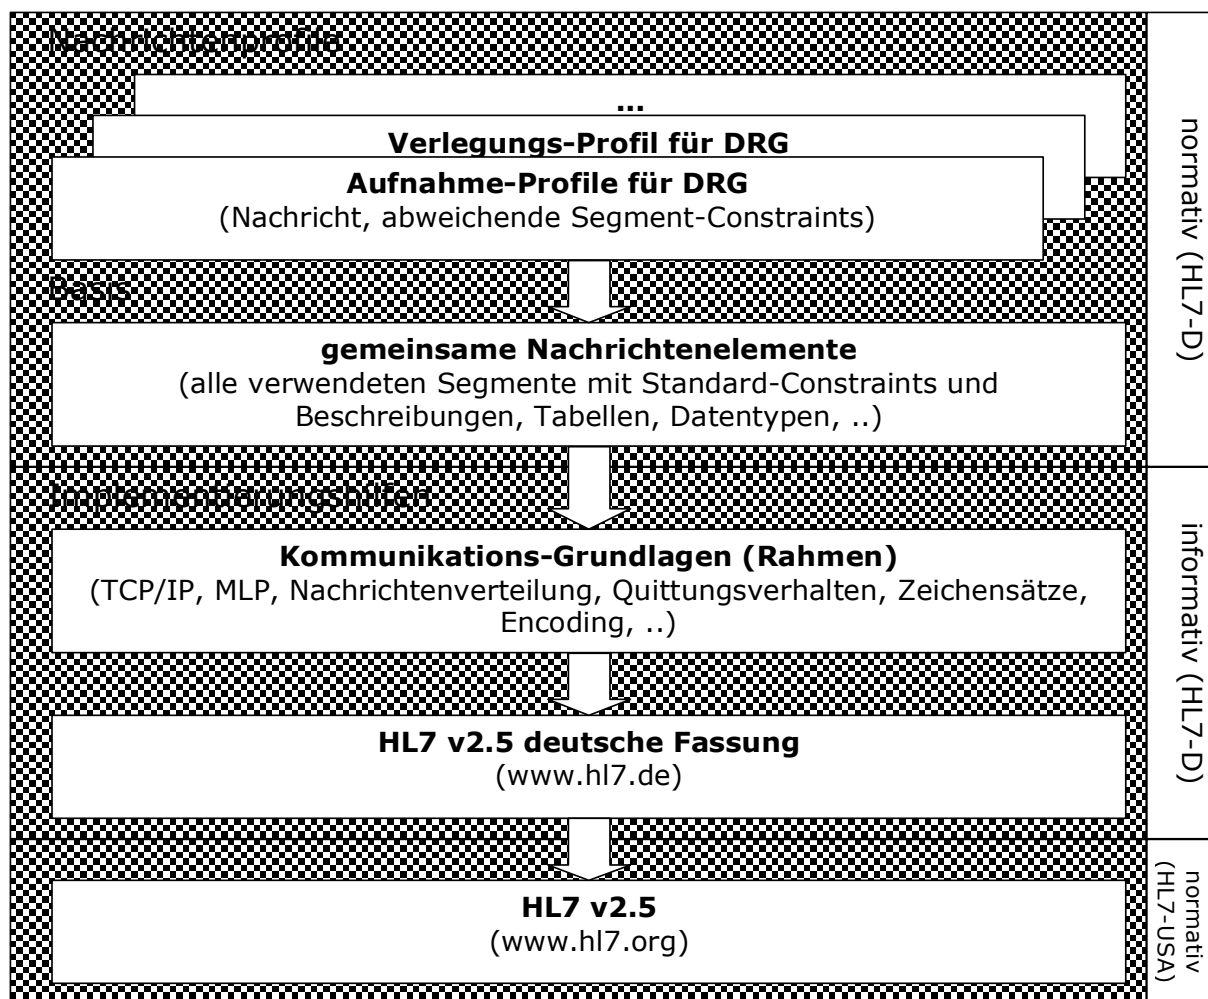 Nachrichtenprofile
...
Verlegungs-Profil für DRG
Aufnahme-Profile für DRG
(Nachricht, abweichende Segment-Constraints)
Basis
gemeinsame Nachrichtenelemente
(alle verwendeten Segmente mit Standard-Constraints und
Beschreibungen, Tabellen, Datentypen, ..)
normativ (HL7-D)
Implementierungshilfen
Kommunikations-Grundlagen (Rahmen)
(TCP/IP, MLP, Nachrichtenverteilung, Quittungsverhalten, Zeichensätze,
Encoding, ..)
HL7 v2.5 deutsche Fassung
(www.hl7.de)
informativ (HL7-D)
HL7 v2.5
(www.hl7.org)
normativ
(HL7-USA)